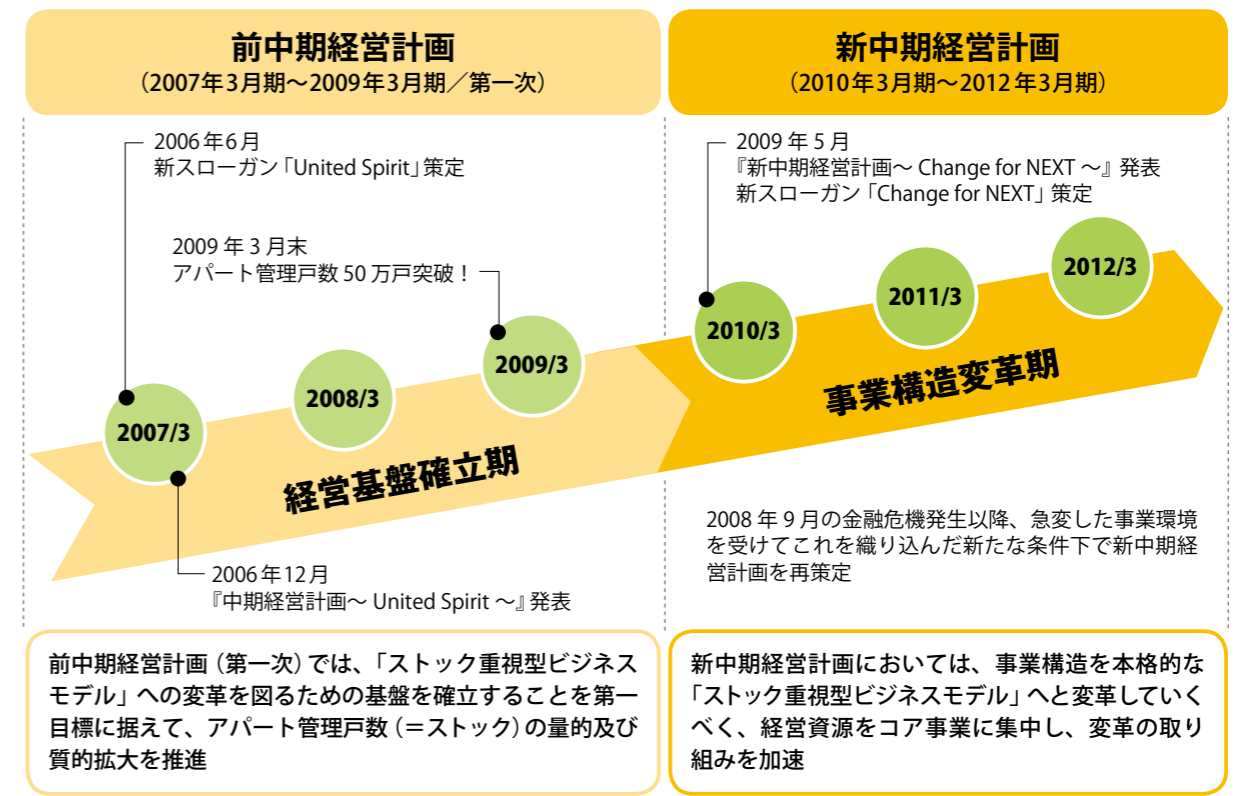 前中期経営計画
（2007年3月期～2009年3月期／第一次）
新中期経営計画
（2010年3月期～2012年3月期）
2006年6月
新スローガン「United Spirit」策定
2009年3月末
アパート管理戸数50万戸突破！
2007/3
2008/3
2009/3
経営基盤確立期
2006年12月
『中期経営計画～ United Spirit ～』発表
2009年5月
『新中期経営計画～ Change for NEXT ～』発表
新スローガン「Change for NEXT」策定
2010/3
2011/3
2012/3
事業構造変革期
2008年9月の金融危機発生以降、急変した事業環境
を受けてこれを織り込んだ新たな条件下で新中期経
営計画を再策定
前中期経営計画（第一次）では、「ストック重視型ビジネス
モデル」への変革を図るための基盤を確立することを第一
目標に据えて、アパート管理戸数（＝ストック）の量的及び
質的拡大を推進
新中期経営計画においては、事業構造を本格的な
「ストック重視型ビジネスモデル」へと変革していく
べく、経営資源をコア事業に集中し、変革の取り
組みを加速